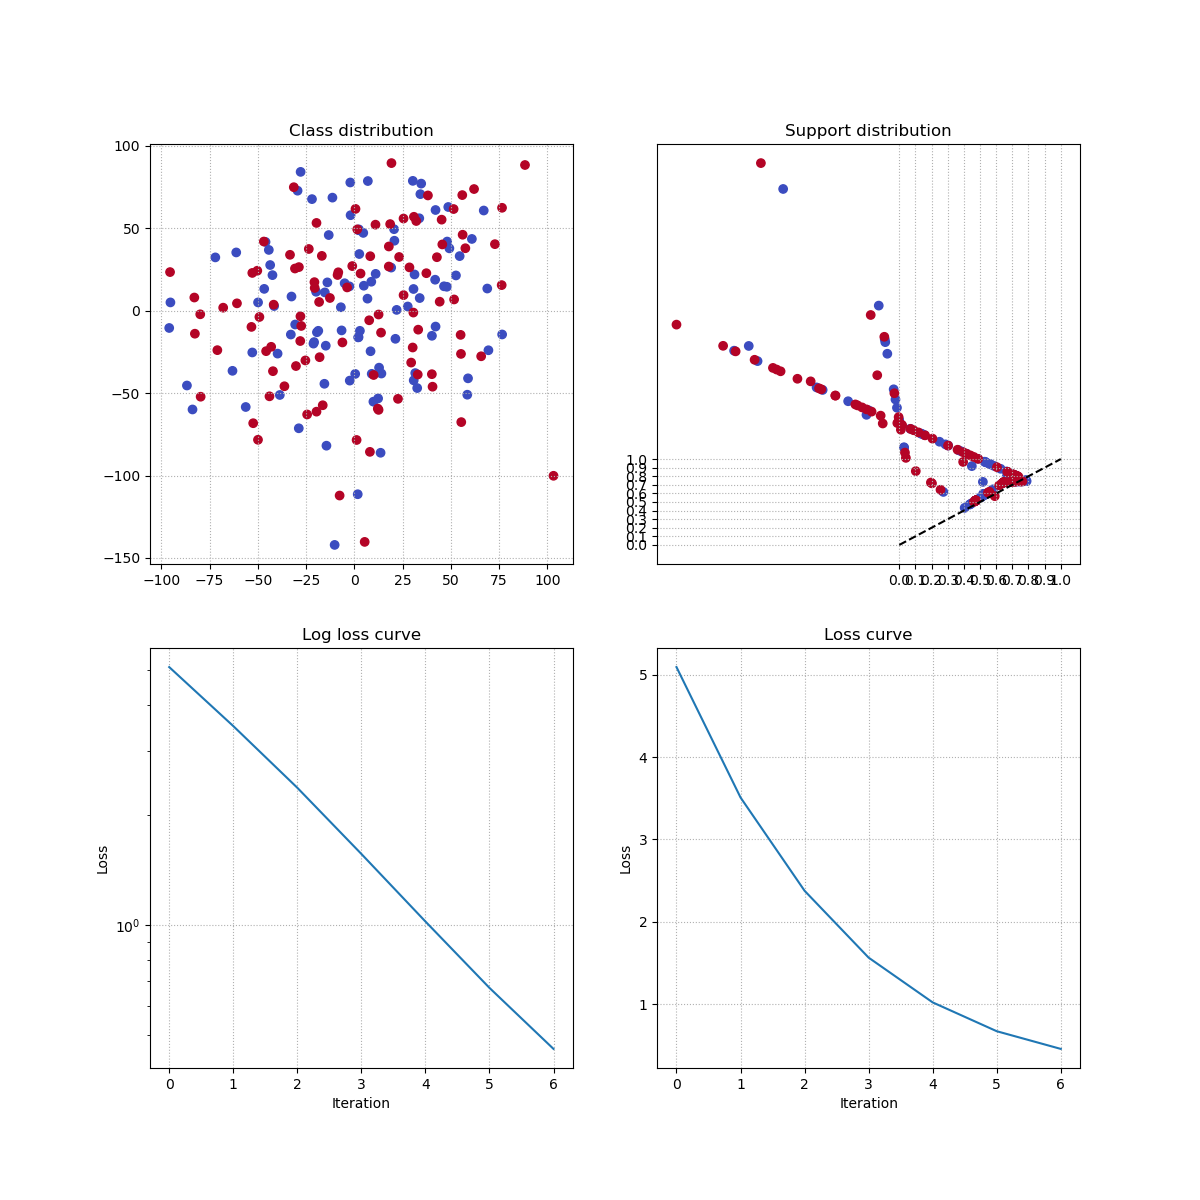 Class distribution
100
50
0
−50
−100
−150
−100 −75 −50 −25 0 25 50 75 100
Support distribution
1.0
0.9
0.8
0.7
0.6
0.5
0.4
0.3
0.2
0.1
0.0
0.0 0.1 0.2 0.3 0.4 0.5 0.6 0.7 0.8 0.9 1.0
Log loss curve
Loss
10⁰
0 1 2 3 4 5 6
Iteration
Loss curve
Loss
5
4
3
2
1
0 1 2 3 4 5 6
Iteration